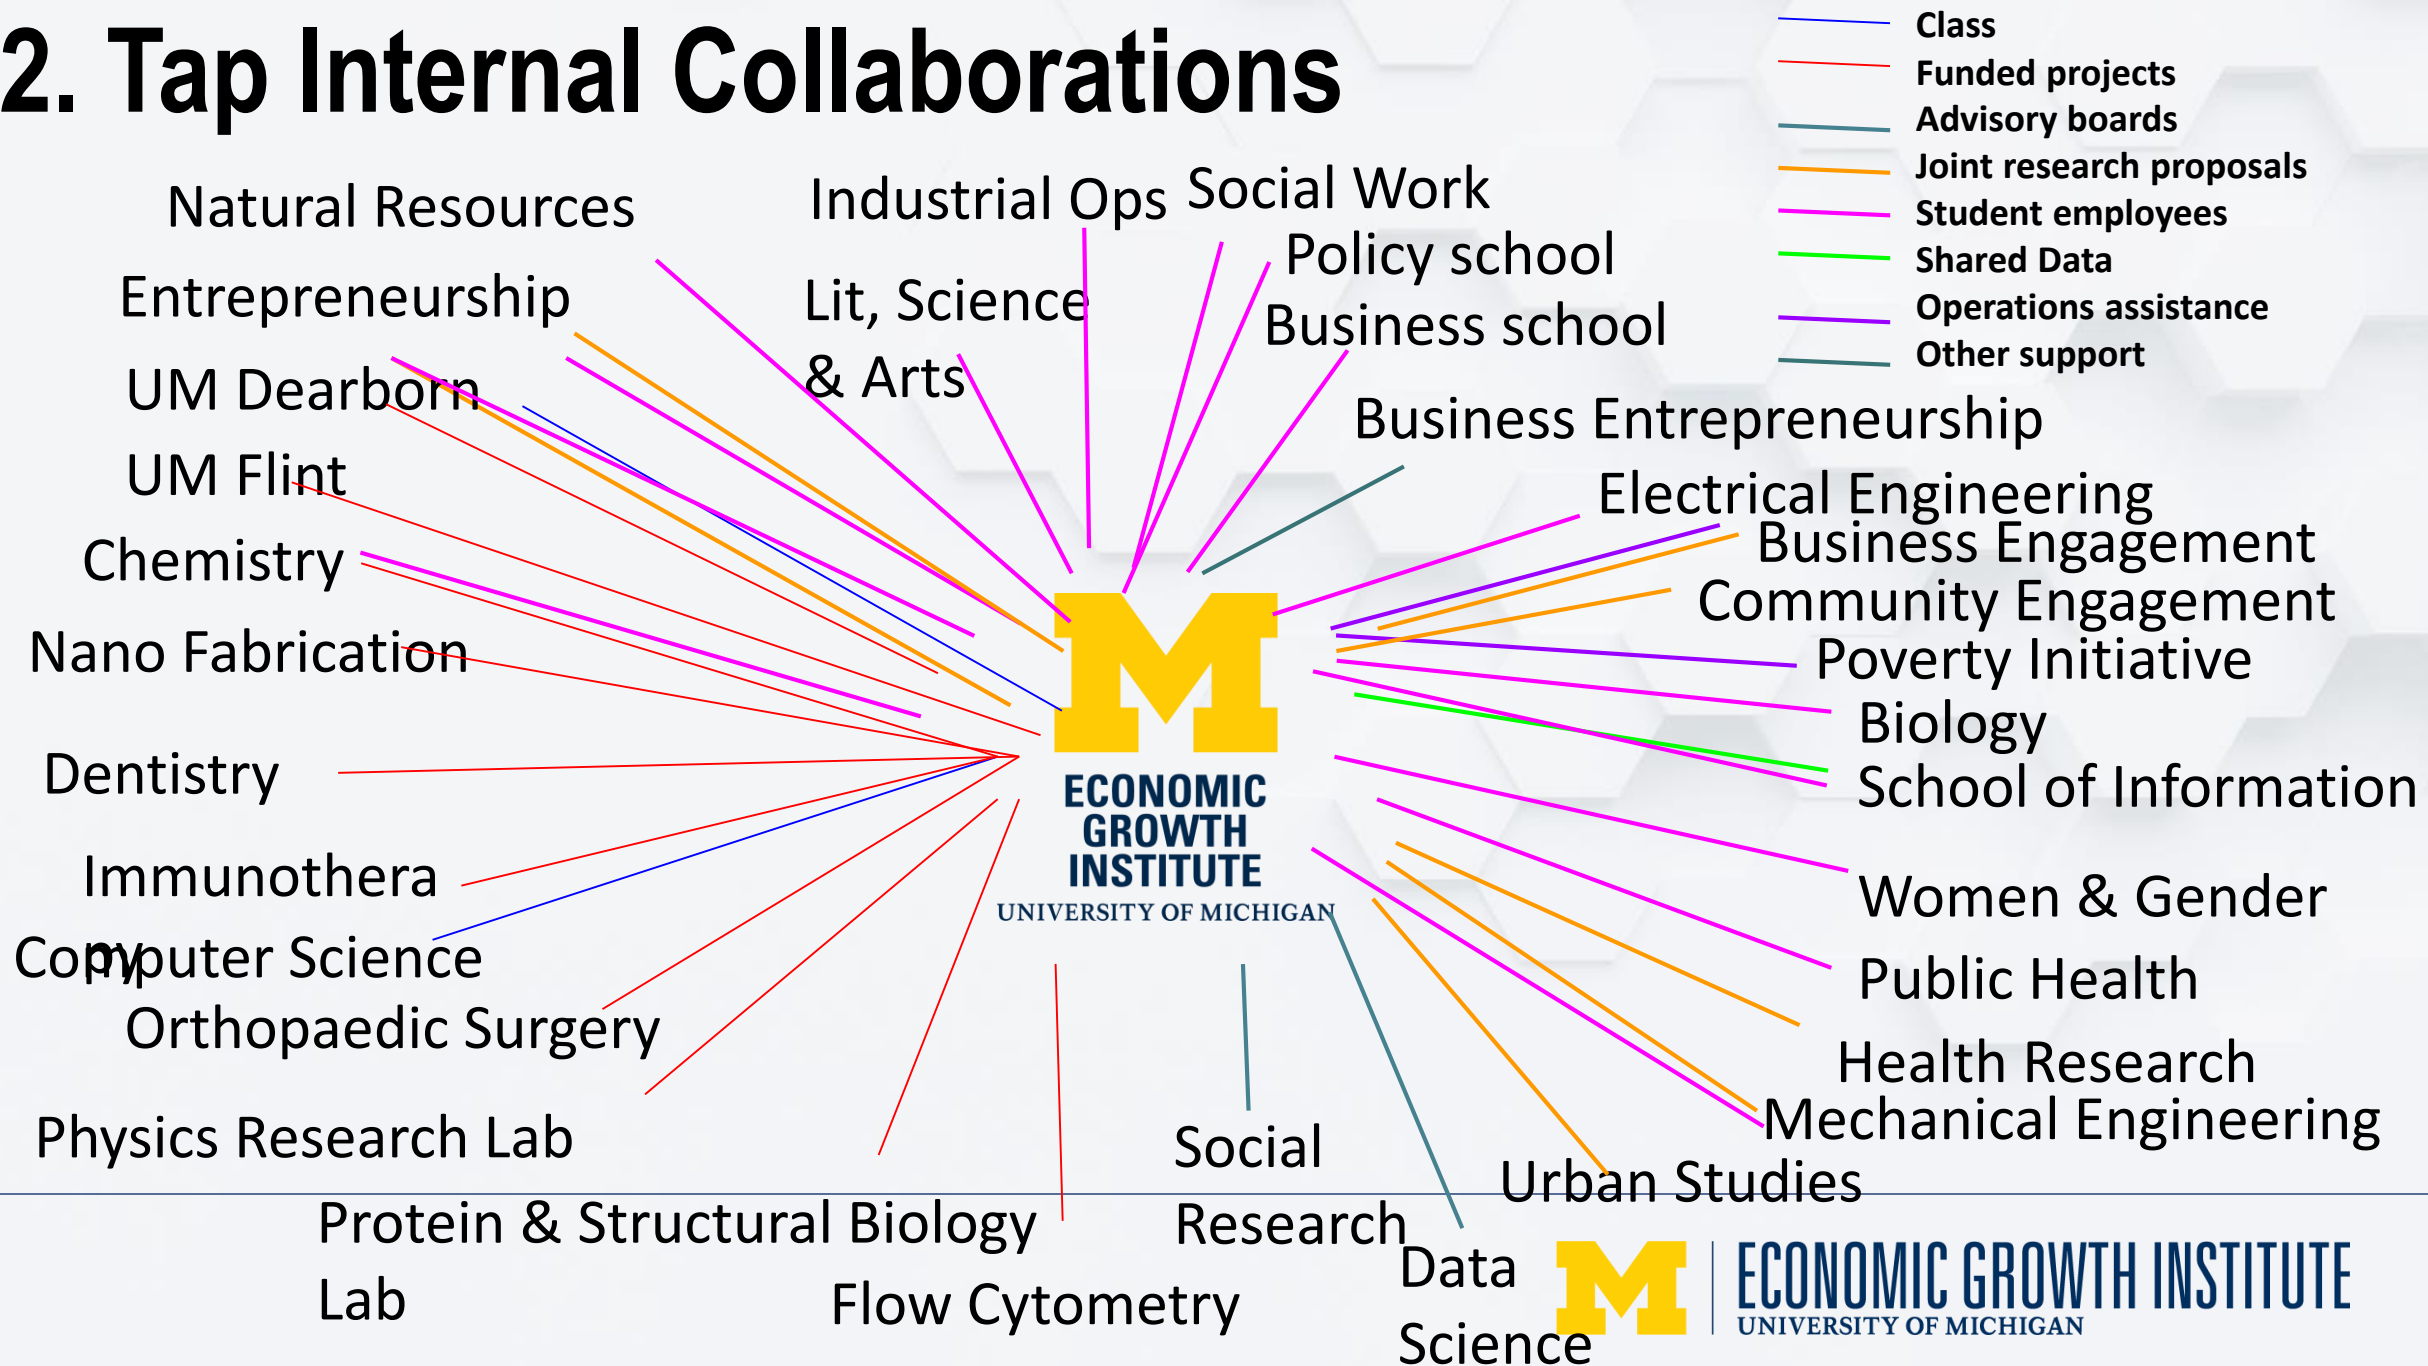 2. Tap Internal Collaborations
Class
Funded projects
Advisory boards
Joint research proposals
Student employees
Shared Data
Operations assistance
Other support
Natural Resources
Entrepreneurship
UM Dearborn
UM Flint
Chemistry
Nano Fabrication
Dentistry
Immunothera
py
Computer Science
Orthopaedic Surgery
Physics Research Lab
Protein & Structural Biology
Lab
Flow Cytometry
Industrial Ops
Lit, Science
& Arts
Social Work
Policy school
Business school
Business Entrepreneurship
Electrical Engineering
Business Engagement
Community Engagement
Poverty Initiative
Biology
School of Information
Women & Gender
Public Health
Health Research
Mechanical Engineering
Urban Studies
Social
Research
Data
Science
M
ECONOMIC
GROWTH
INSTITUTE
UNIVERSITY OF MICHIGAN
M
ECONOMIC GROWTH INSTITUTE
UNIVERSITY OF MICHIGAN